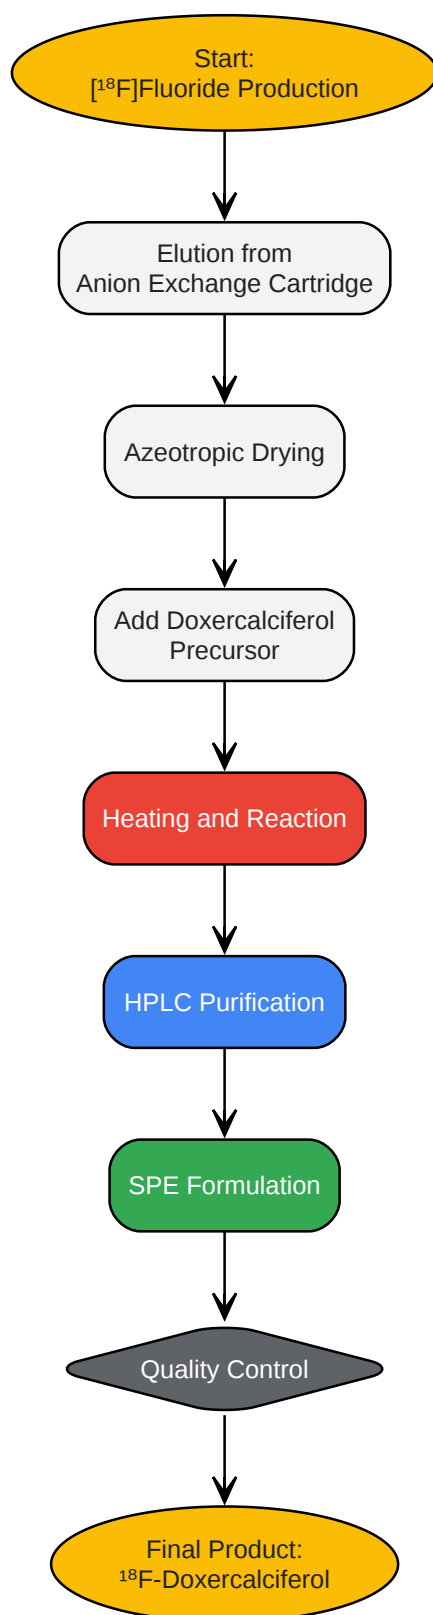 Start:
[¹⁸F]Fluoride Production
Elution from
Anion Exchange Cartridge
Azeotropic Drying
Add Doxercalciferol
Precursor
Heating and Reaction
HPLC Purification
SPE Formulation
Quality Control
Final Product:
¹⁸F-Doxercalciferol